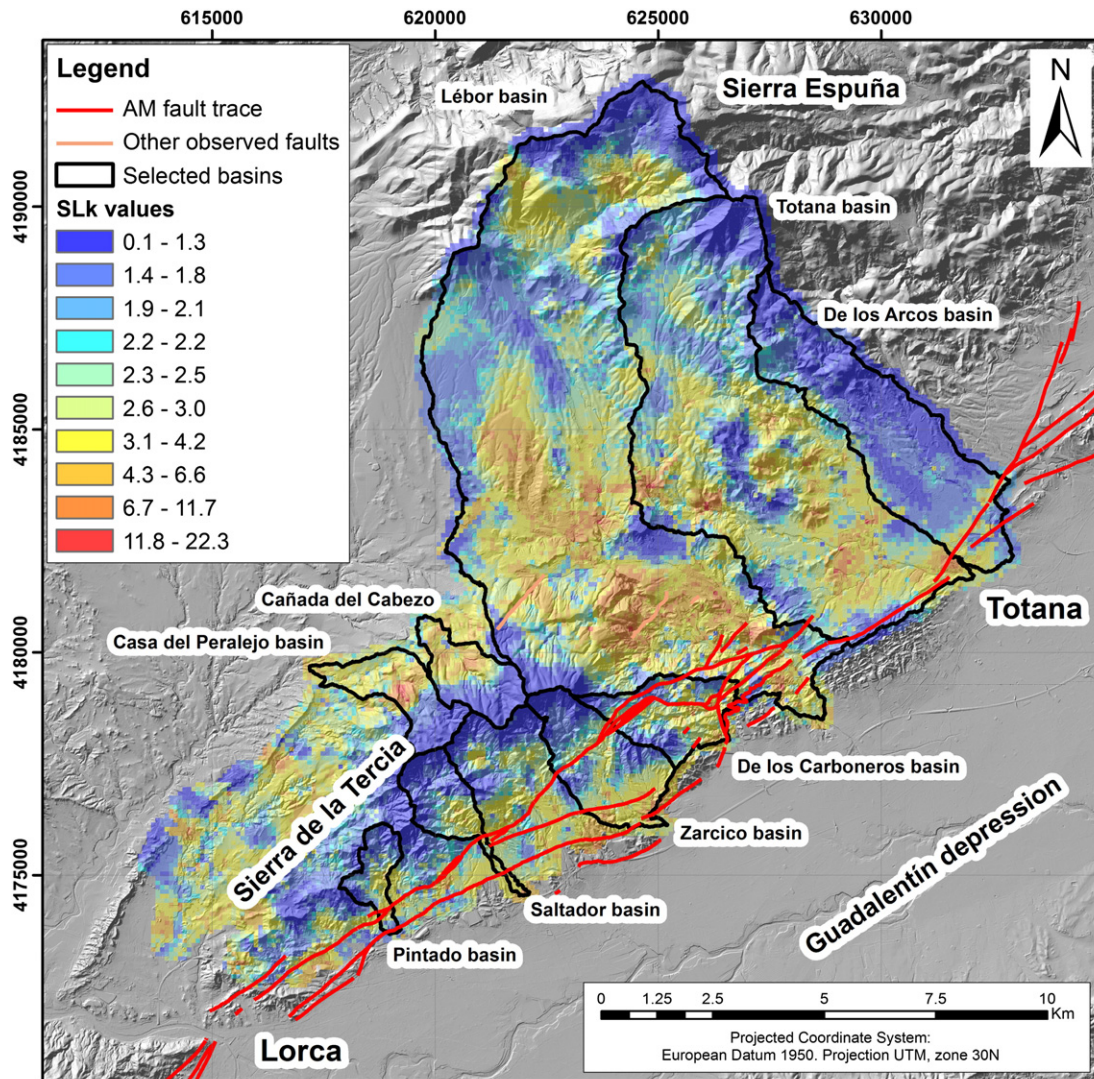 615000
620000
625000
630000
4190000
4185000
4180000
4175000
Legend
AM fault trace
Other observed faults
Selected basins
SLk values
0.1 - 1.3
1.4 - 1.8
1.9 - 2.1
2.2 - 2.2
2.3 - 2.5
2.6 - 3.0
3.1 - 4.2
4.3 - 6.6
6.7 - 11.7
11.8 - 22.3
N
Lébor basin
Sierra Espuña
Totana basin
De los Arcos basin
Totana
Cañada del Cabezo
Casa del Peralejo basin
Sierra de la Tercia
De los Carboneros basin
Zarcico basin
Saltador basin
Pintado basin
Guadalentín depression
Lorca
0 1.25 2.5 5 7.5 10
Km
Projected Coordinate System:
European Datum 1950. Projection UTM, zone 30N